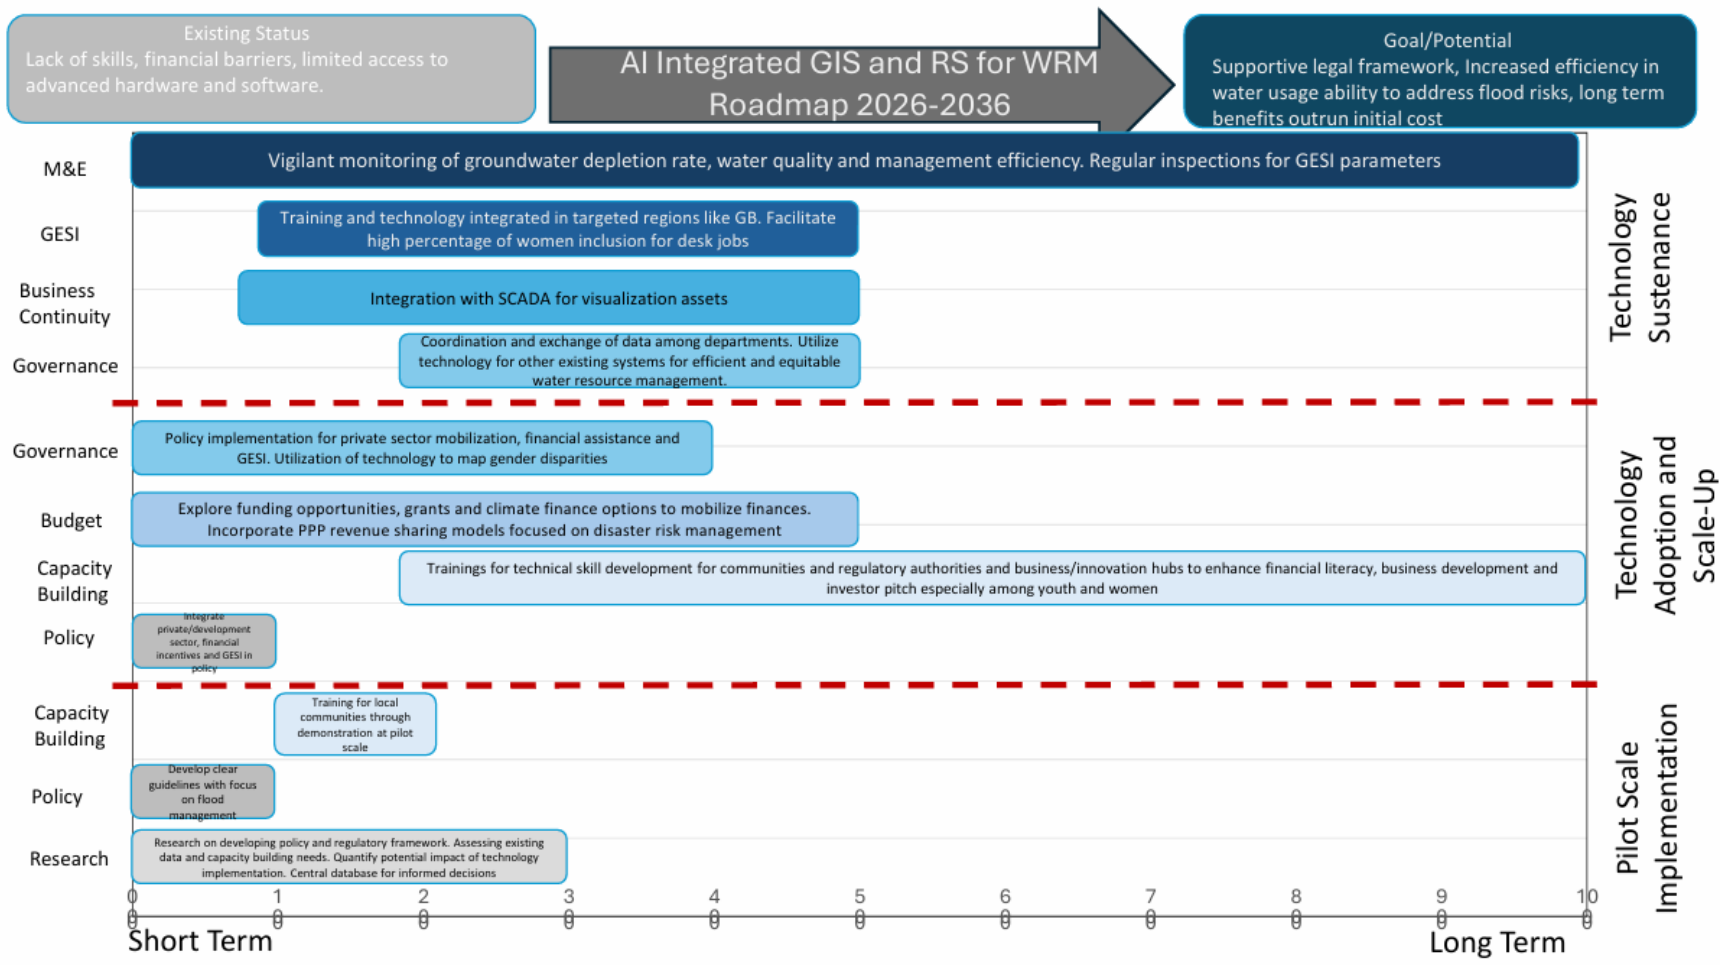 Existing Status
Lack of skills, financial barriers, limited access to
advanced hardware and software.
AI Integrated GIS and RS for WRM
Roadmap 2026-2036
Goal/Potential
Supportive legal framework, Increased efficiency in
water usage ability to address flood risks, long term
benefits outrun initial cost
M&E
Vigilant monitoring of groundwater depletion rate, water quality and management efficiency. Regular inspections for GESI parameters
GESI
Training and technology integrated in targeted regions like GB. Facilitate
high percentage of women inclusion for desk jobs
Business
Continuity
Integration with SCADA for visualization assets
Governance
Coordination and exchange of data among departments. Utilize
technology for other existing systems for efficient and equitable
water resource management.
Technology
Sustenance
Governance
Policy implementation for private sector mobilization, financial assistance and
GESI. Utilization of technology to map gender disparities
Budget
Explore funding opportunities, grants and climate finance options to mobilize finances.
Incorporate PPP revenue sharing models focused on disaster risk management
Capacity
Building
Trainings for technical skill development for communities and regulatory authorities and business/innovation hubs to enhance financial literacy, business development and
investor pitch especially among youth and women
Policy
Integrate
private/development
sector, financial
incentives and GESI in
policy
Technology
Adoption and
Scale-Up
Capacity
Building
Training for local
communities through
demonstration at pilot
scale
Policy
Develop clear
guidelines with focus
on flood
management
Research
Research on developing policy and regulatory framework. Assessing existing
data and capacity building needs. Quantify potential impact of technology
implementation. Central database for informed decisions
Pilot Scale
Implementation
0 1 2 3 4 5 6 7 8 9 10
Short Term
Long Term